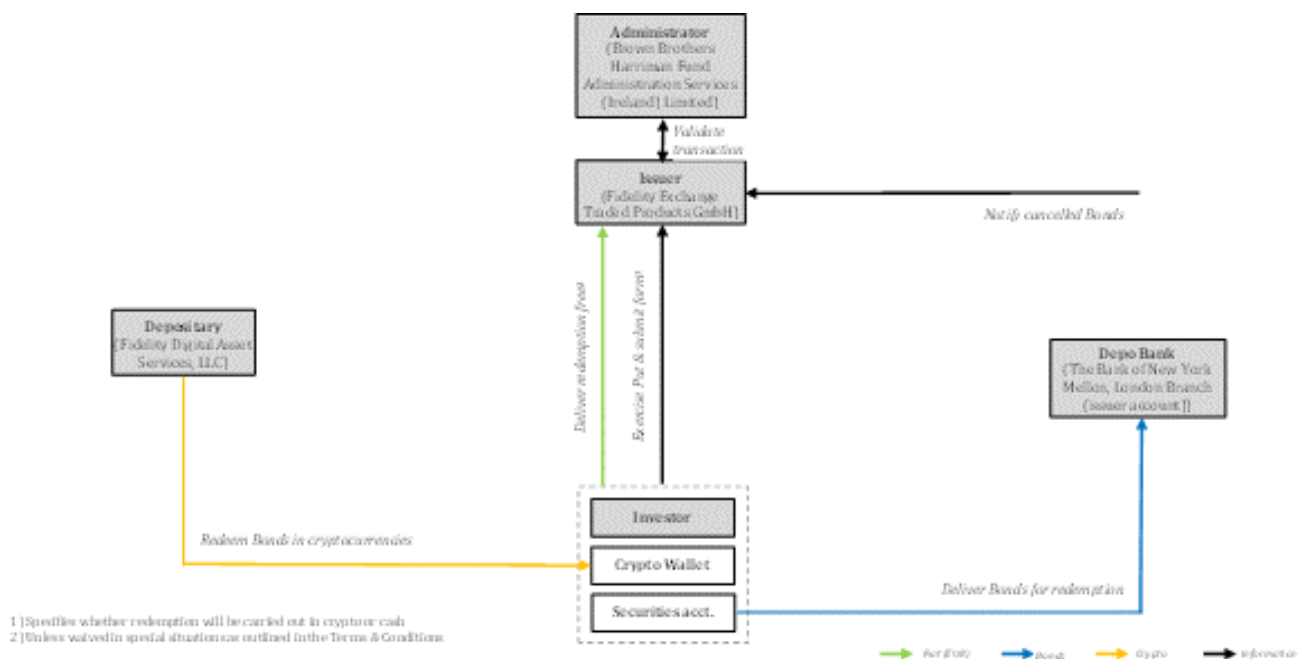 Administrator
(Brown Brothers
Harriman Fund
Administration Services
(Ireland) Limited)
Validate
transaction
Issuer
(Fidelity Exchange
Traded Products GmbH)
Notify cancelled Bonds
Deliver redemption fees²
Exercise Put & submit form¹
Depositary
(Fidelity Digital Asset
Services, LLC)
Depo Bank
(The Bank of New York
Mellon, London Branch
(issuer account))
Investor
Redeem Bonds in cryptocurrencies
Crypto Wallet
Deliver Bonds for redemption
Securities acct.
1) Specifies whether redemption will be carried out in crypto or cash
2) Unless waived in special situations as outlined in the Terms & Conditions
Bonds
Crypto
Information